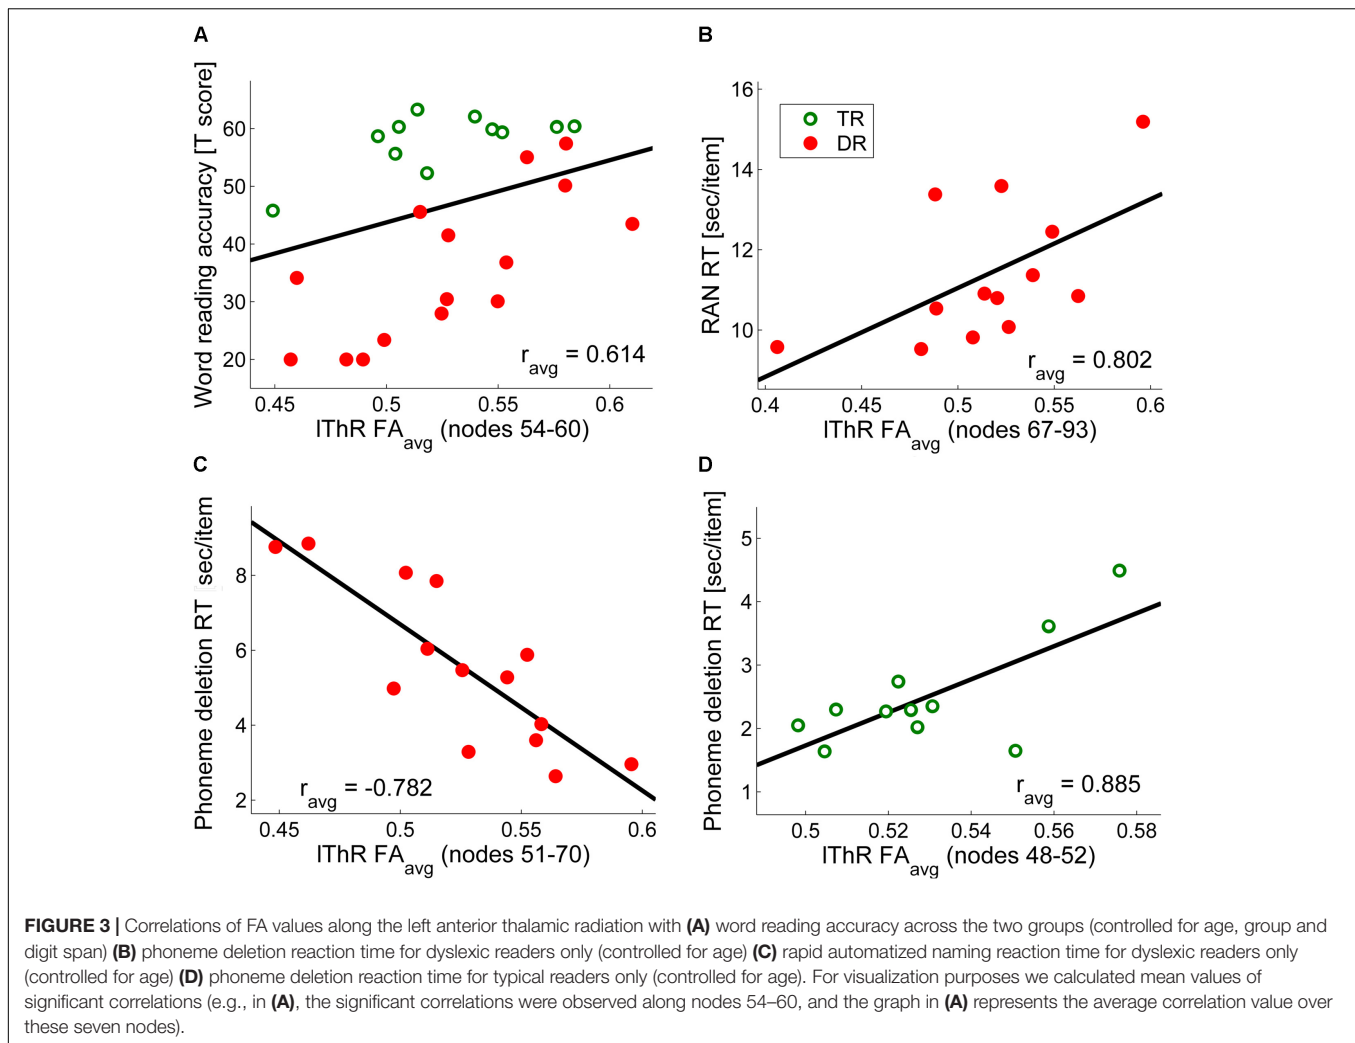 A
Word reading accuracy [T score]
60
50
40
30
20
r_avg = 0.614
0.45 0.5 0.55 0.6
lThR FA_avg (nodes 54-60)
B
RAN RT [sec/item]
16
14
12
10
TR
DR
r_avg = 0.802
0.4 0.45 0.5 0.55 0.6
lThR FA_avg (nodes 67-93)
C
Phoneme deletion RT [sec/item
8
6
4
2
r_avg = -0.782
0.45 0.5 0.55 0.6
lThR FA_avg (nodes 51-70)
D
Phoneme deletion RT [sec/item]
5
4
3
2
1
r_avg = 0.885
0.5 0.52 0.54 0.56 0.58
lThR FA_avg (nodes 48-52)
FIGURE 3 | Correlations of FA values along the left anterior thalamic radiation with (A) word reading accuracy across the two groups (controlled for age, group and
digit span) (B) phoneme deletion reaction time for dyslexic readers only (controlled for age) (C) rapid automatized naming reaction time for dyslexic readers only
(controlled for age) (D) phoneme deletion reaction time for typical readers only (controlled for age). For visualization purposes we calculated mean values of
significant correlations (e.g., in (A), the significant correlations were observed along nodes 54–60, and the graph in (A) represents the average correlation value over
these seven nodes).